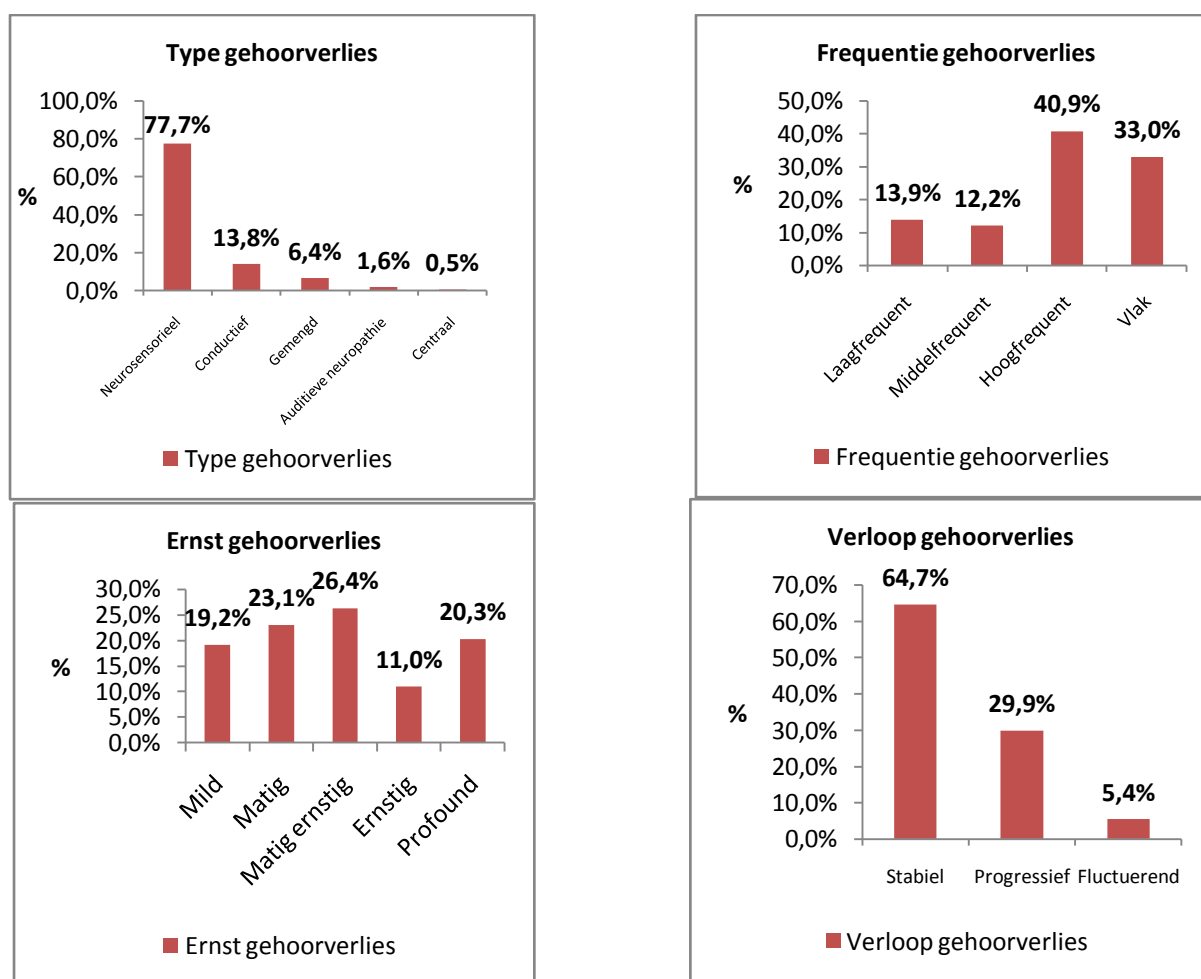 Type gehoorverlies
100,0%
80,0%
60,0%
40,0%
20,0%
0,0%
%
77,7%
13,8%
6,4%
1,6%
0,5%
Neurosensorieel
Conductief
Gemengd
Auditieve neuropathie
Centraal
Type gehoorverlies
Frequentie gehoorverlies
50,0%
40,0%
30,0%
20,0%
10,0%
0,0%
%
13,9%
12,2%
40,9%
33,0%
Laagfrequent
Middelfrequent
Hoogfrequent
Vlak
Frequentie gehoorverlies
Ernst gehoorverlies
30,0%
25,0%
20,0%
15,0%
10,0%
5,0%
0,0%
%
19,2%
23,1%
26,4%
11,0%
20,3%
Mild
Matig
Matig ernstig
Ernstig
Profound
Ernst gehoorverlies
Verloop gehoorverlies
70,0%
60,0%
50,0%
40,0%
30,0%
20,0%
10,0%
0,0%
%
64,7%
29,9%
5,4%
Stabiel
Progressief
Fluctuerend
Verloop gehoorverlies